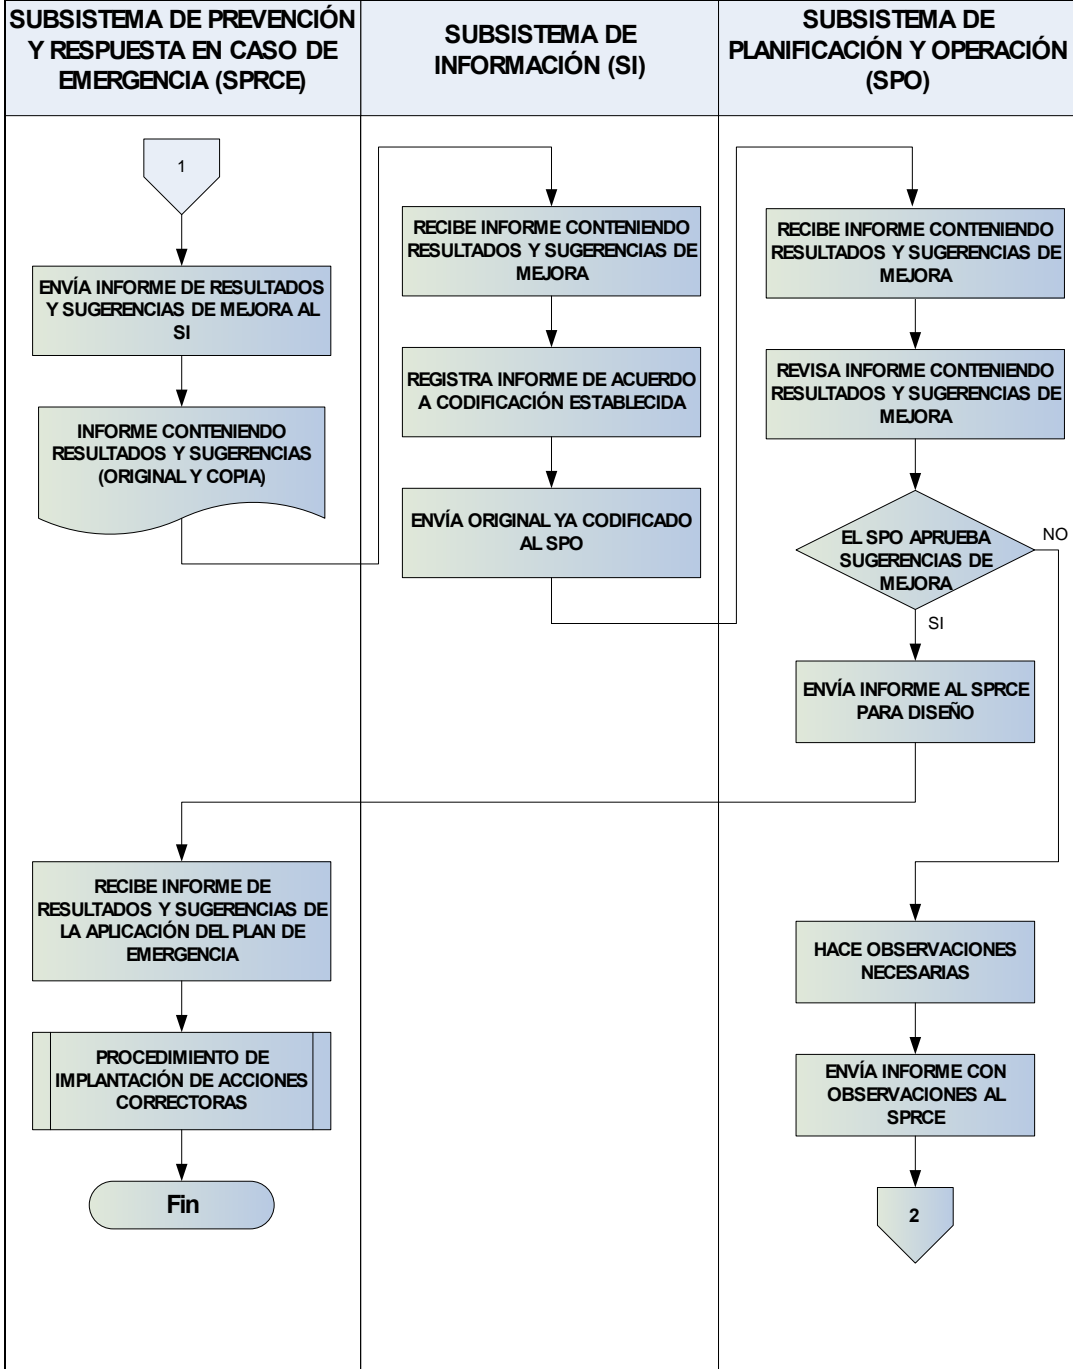 SUBSISTEMA DE PREVENCIÓN
Y RESPUESTA EN CASO DE
EMERGENCIA (SPRCE)
SUBSISTEMA DE
INFORMACIÓN (SI)
SUBSISTEMA DE
PLANIFICACIÓN Y OPERACIÓN
(SPO)
1
ENVÍA INFORME DE RESULTADOS
Y SUGERENCIAS DE MEJORA AL
SI
INFORME CONTENIENDO
RESULTADOS Y SUGERENCIAS
(ORIGINAL Y COPIA)
RECIBE INFORME CONTENIENDO
RESULTADOS Y SUGERENCIAS DE
MEJORA
REGISTRA INFORME DE ACUERDO
A CODIFICACIÓN ESTABLECIDA
ENVÍA ORIGINAL YA CODIFICADO
AL SPO
RECIBE INFORME CONTENIENDO
RESULTADOS Y SUGERENCIAS DE
MEJORA
REVISA INFORME CONTENIENDO
RESULTADOS Y SUGERENCIAS DE
MEJORA
EL SPO APRUEBA
SUGERENCIAS DE
MEJORA
NO
SI
ENVÍA INFORME AL SPRCE
PARA DISEÑO
RECIBE INFORME DE
RESULTADOS Y SUGERENCIAS DE
LA APLICACIÓN DEL PLAN DE
EMERGENCIA
PROCEDIMIENTO DE
IMPLANTACIÓN DE ACCIONES
CORRECTORAS
Fin
HACE OBSERVACIONES
NECESARIAS
ENVÍA INFORME CON
OBSERVACIONES AL
SPRCE
2